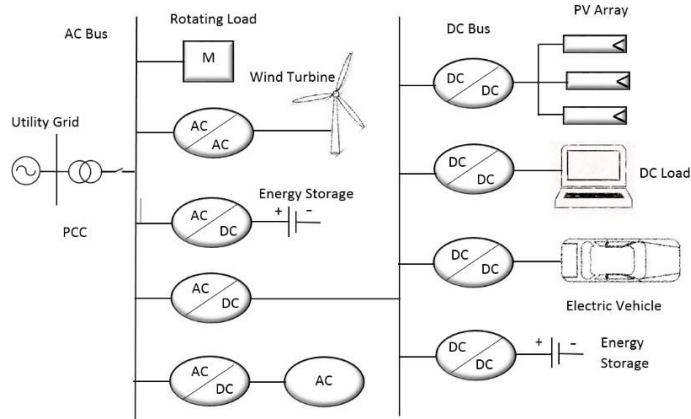 PV Array
Rotating Load
AC Bus
DC Bus
M
DC
DC
Wind Turbine
Utility Grid
AC
AC
DC
DC
DC Load
Energy Storage
+ -
AC
DC
PCC
DC
DC
AC
DC
Electric Vehicle
DC
DC
+ -
Energy
Storage
AC
DC
AC